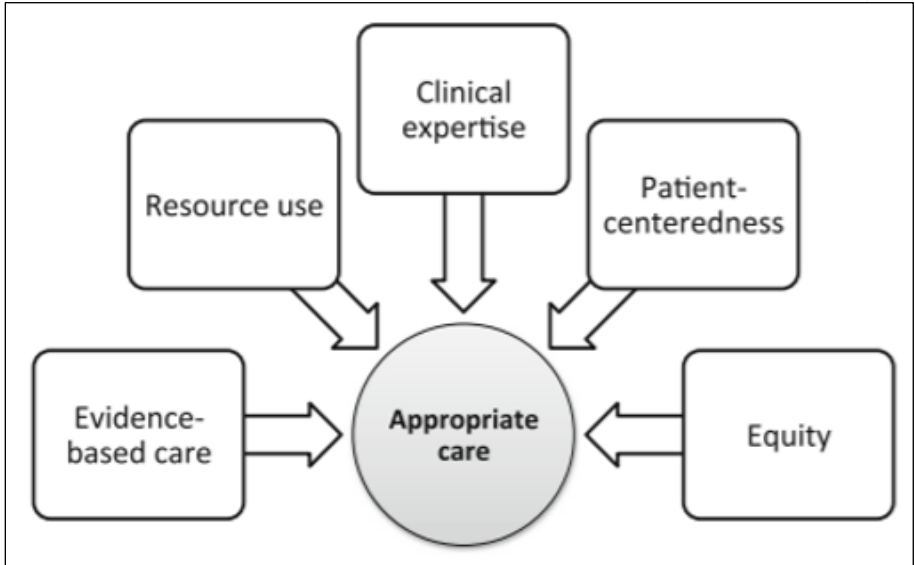 Clinical
expertise
Resource use
Patient-
centeredness
Evidence-
based care
Appropriate
care
Equity